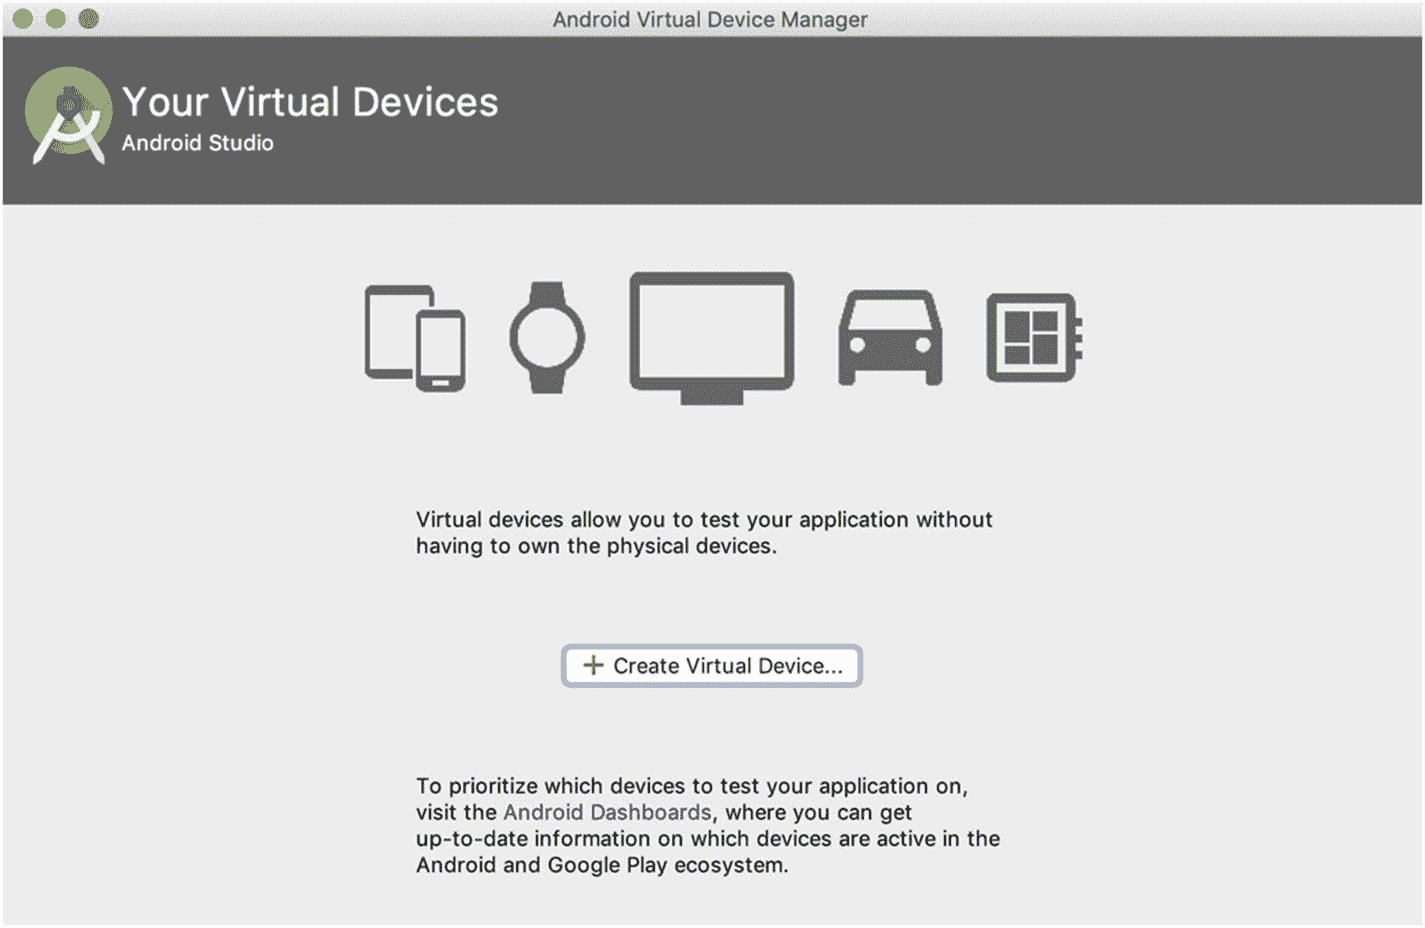 Android Virtual Device Manager
Your Virtual Devices
Android Studio
Virtual devices allow you to test your application without
having to own the physical devices.
+ Create Virtual Device...
To prioritize which devices to test your application on,
visit the Android Dashboards, where you can get
up-to-date information on which devices are active in the
Android and Google Play ecosystem.